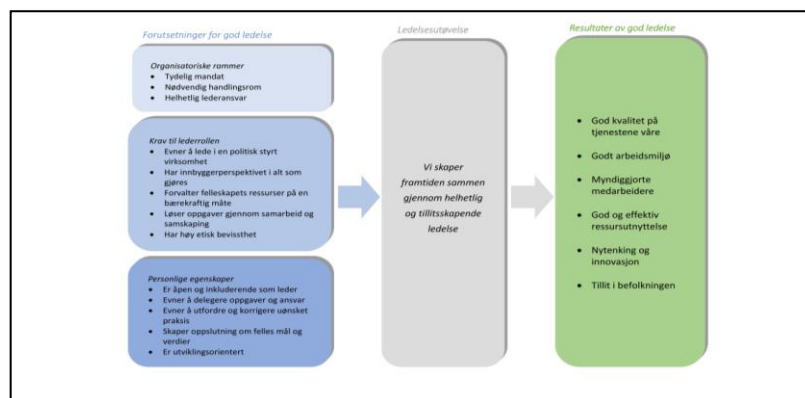 Forutsetninger for god ledelse
Organisatoriske rammer
• Tydelig mandat
• Nødvendig handlingsrom
• Helhetlig lederansvar
Krav til lederrollen
• Evner å lede i en politisk styrt
virksomhet
• Har innbyggerperspektivet i alt som
gjøres
• Forvalter felleskapets ressurser på en
bærekraftig måte
• Løser oppgaver gjennom samarbeid og
samskaping
• Har høy etisk bevissthet
Personlige egenskaper
• Er åpen og inkluderende som leder
• Evner å delegere oppgaver og ansvar
• Evner å utfordre og korrigere uønsket
praksis
• Skaper oppslutning om felles mål og
verdier
• Er utviklingsorientert
Ledelsesutøvelse
Vi skaper
framtiden sammen
gjennom helhetlig
og tillitsskapende
ledelse
Resultater av god ledelse
• God kvalitet på
tjenestene våre
• Godt arbeidsmiljø
• Myndiggjorte
medarbeidere
• God og effektiv
ressursutnyttelse
• Nytenking og
innovasjon
• Tillit i befolkningen